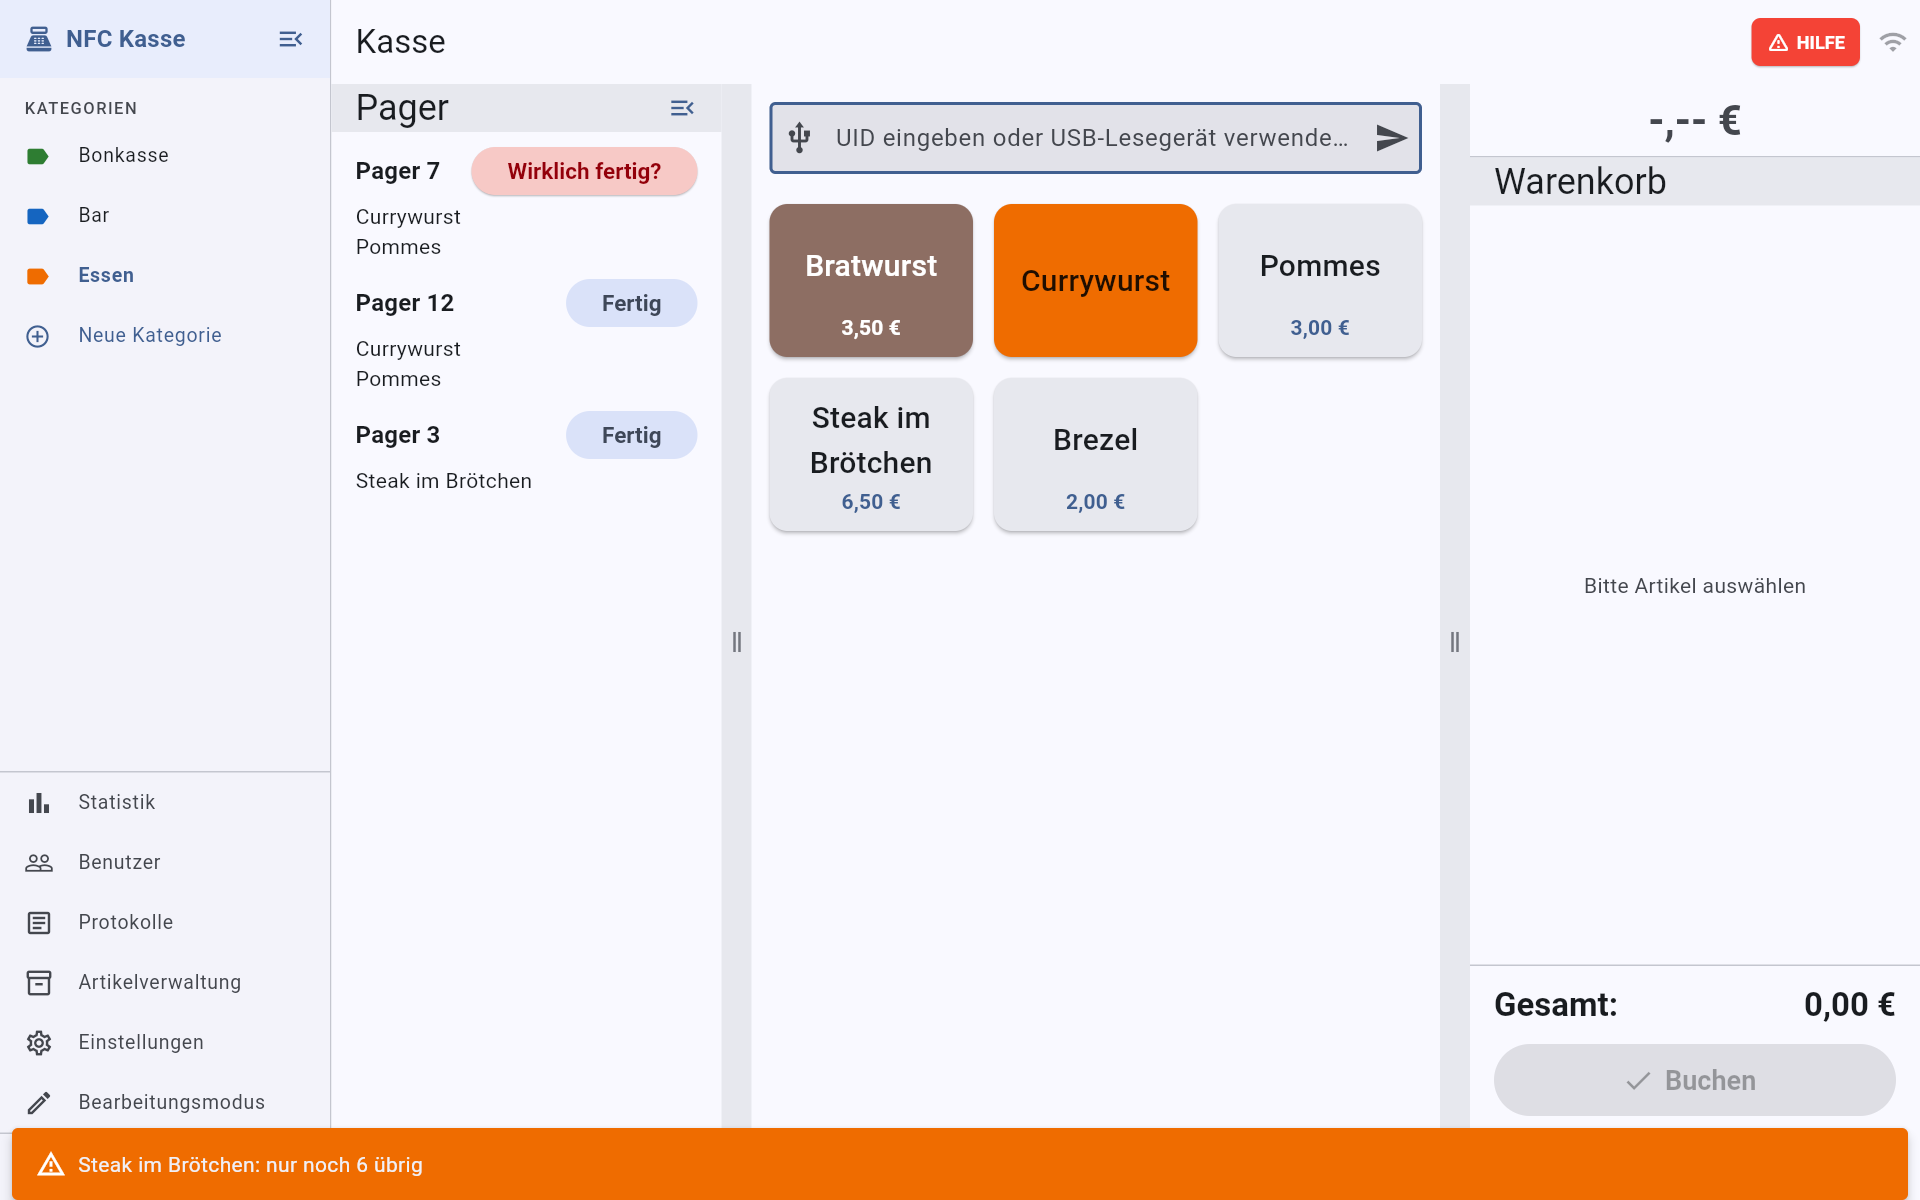 NFC Kasse
KATEGORIEN
Bonkasse
Bar
Essen
Neue Kategorie
Statistik
Benutzer
Protokolle
Artikelverwaltung
Einstellungen
Bearbeitungsmodus
Kasse
HILFE
Pager
Pager 7
Wirklich fertig?
Currywurst
Pommes
Pager 12
Fertig
Currywurst
Pommes
Pager 3
Fertig
Steak im Brötchen
UID eingeben oder USB-Lesegerät verwende…
Bratwurst
3,50 €
Currywurst
Pommes
3,00 €
Steak im
Brötchen
6,50 €
Brezel
2,00 €
-,-- €
Warenkorb
Bitte Artikel auswählen
Gesamt:
0,00 €
Buchen
Steak im Brötchen: nur noch 6 übrig